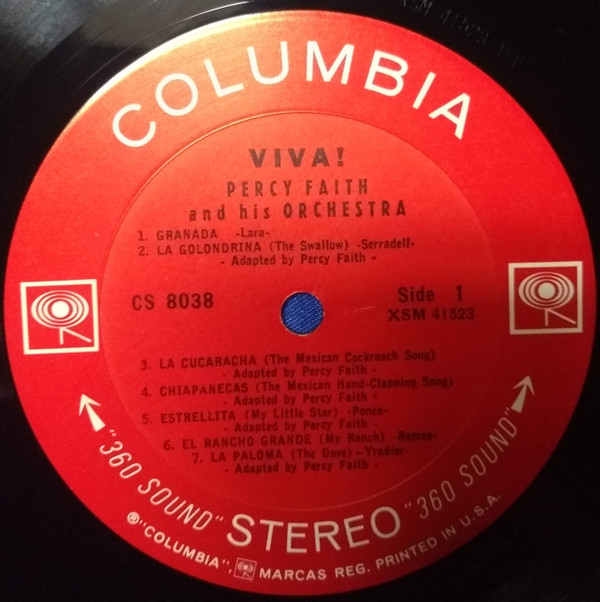 XSM 41523
COLUMBIA
VIVA!
PERCY FAITH
and his ORCHESTRA
1. GRANADA -Lara-
2. LA GOLONDRINA (The Swallow) -Serradell-
- Adapted by Percy Faith -
CS 8038
Side 1
XSM 41523
3. LA CUCARACHA (The Mexican Cockroach Song)
- Adapted by Percy Faith -
4. CHIAPANECAS (The Mexican Hand-Clapping Song)
- Adapted by Percy Faith -
5. ESTRELLITA (My Little Star) -Ponce-
- Adapted by Percy Faith -
6. EL RANCHO GRANDE (My Ranch) -Ramos-
7. LA PALOMA (The Dove) -Yradier-
- Adapted by Percy Faith -
"360 SOUND" STEREO "360 SOUND"
®"COLUMBIA", MARCAS REG. PRINTED IN U.S.A.